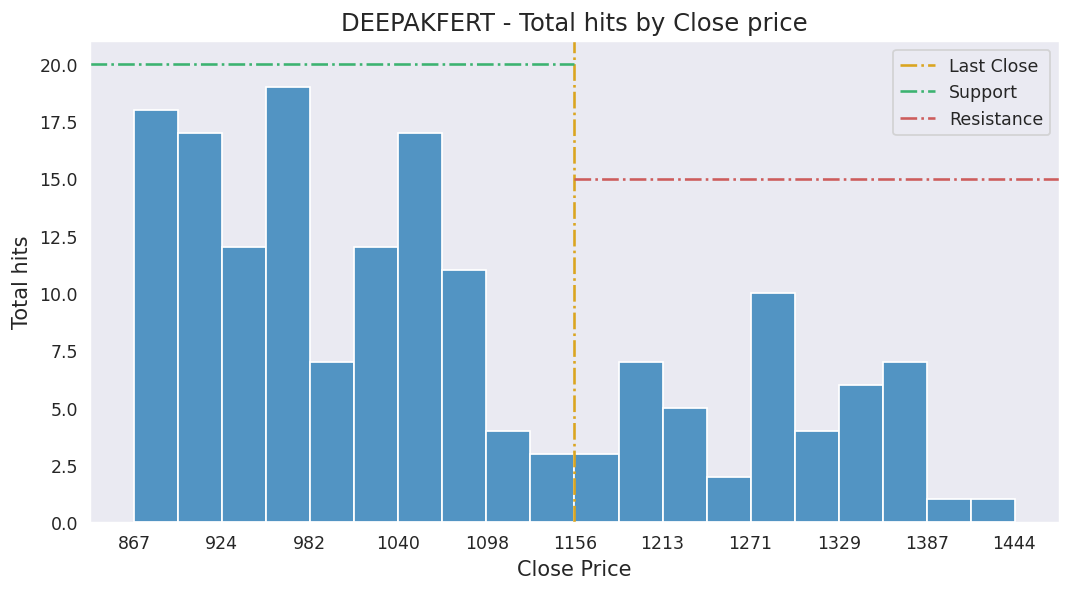 DEEPAKFERT - Total hits by Close price
Last Close
Support
Resistance
Total hits
20.0
17.5
15.0
12.5
10.0
7.5
5.0
2.5
0.0
867 924 982 1040 1098 1156 1213 1271 1329 1387 1444
Close Price